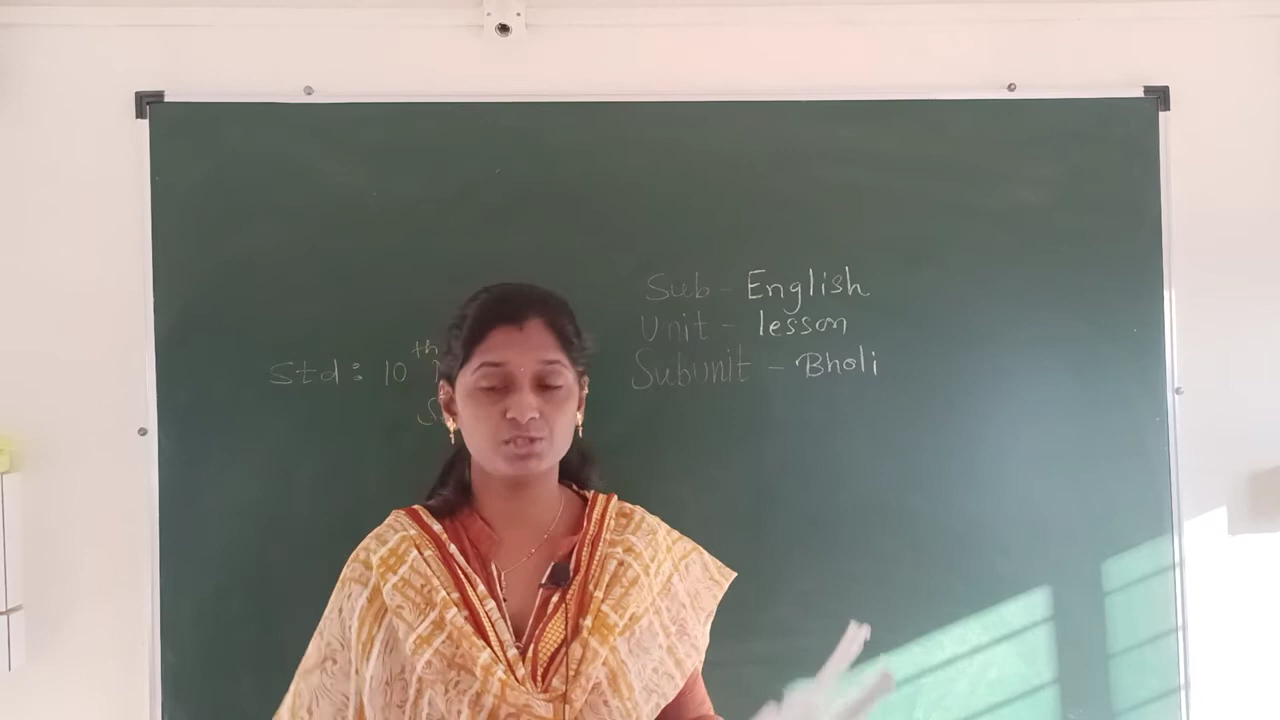 Sub - English
Unit - lesson
Subunit - Bholi
Std : 10th